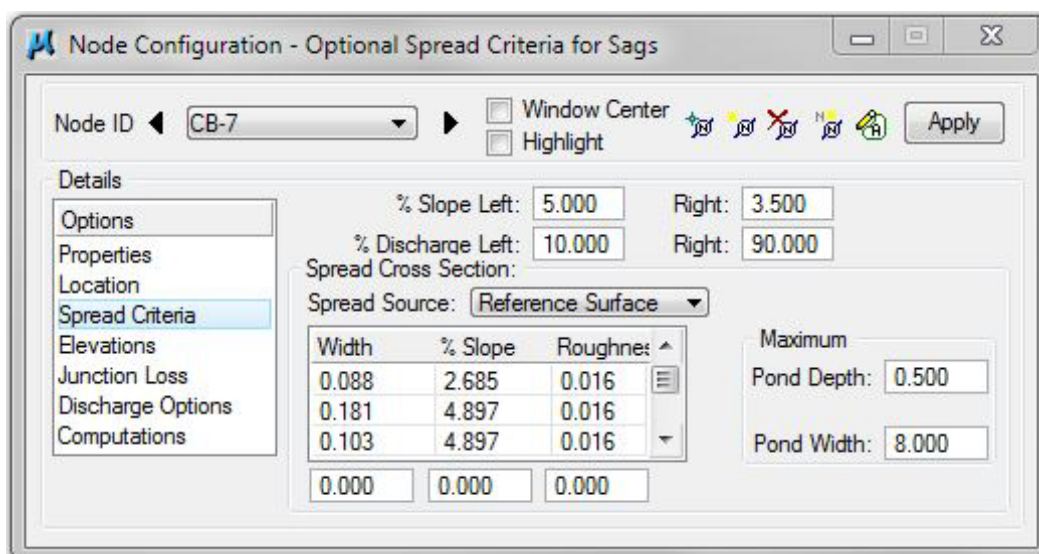 Node Configuration - Optional Spread Criteria for Sags
Node ID CB-7 Window Center Apply
Highlight
Details
Options
Properties
Location
Spread Criteria
Elevations
Junction Loss
Discharge Options
Computations
% Slope Left: 5.000 Right: 3.500
% Discharge Left: 10.000 Right: 90.000
Spread Cross Section:
Spread Source: Reference Surface
Width % Slope Roughnes
0.088 2.685 0.016
0.181 4.897 0.016
0.103 4.897 0.016
0.000 0.000 0.000
Maximum
Pond Depth: 0.500
Pond Width: 8.000